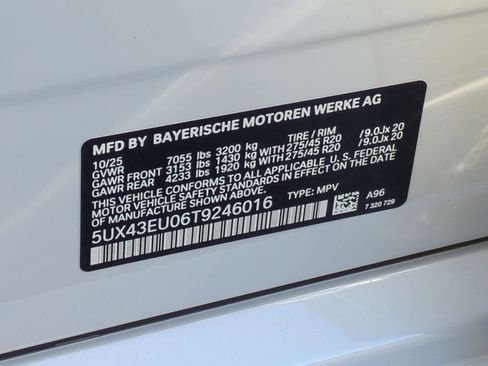 MFD BY BAYERISCHE MOTOREN WERKE AG
10/25 TIRE / RIM
GVWR 7055 lbs 3200 kg
GAWR FRONT 3153 lbs 1430 kg WITH 275/45 R20 / 9.0Jx 20
GAWR REAR 4233 lbs 1920 kg WITH 275/45 R20 / 9.0Jx 20
THIS VEHICLE CONFORMS TO ALL APPLICABLE U.S. FEDERAL
MOTOR VEHICLE SAFETY STANDARDS IN EFFECT ON THE DATE
OF MANUFACTURE SHOWN ABOVE.
5UX43EU06T9246016 TYPE: MPV
A96
7 320 729